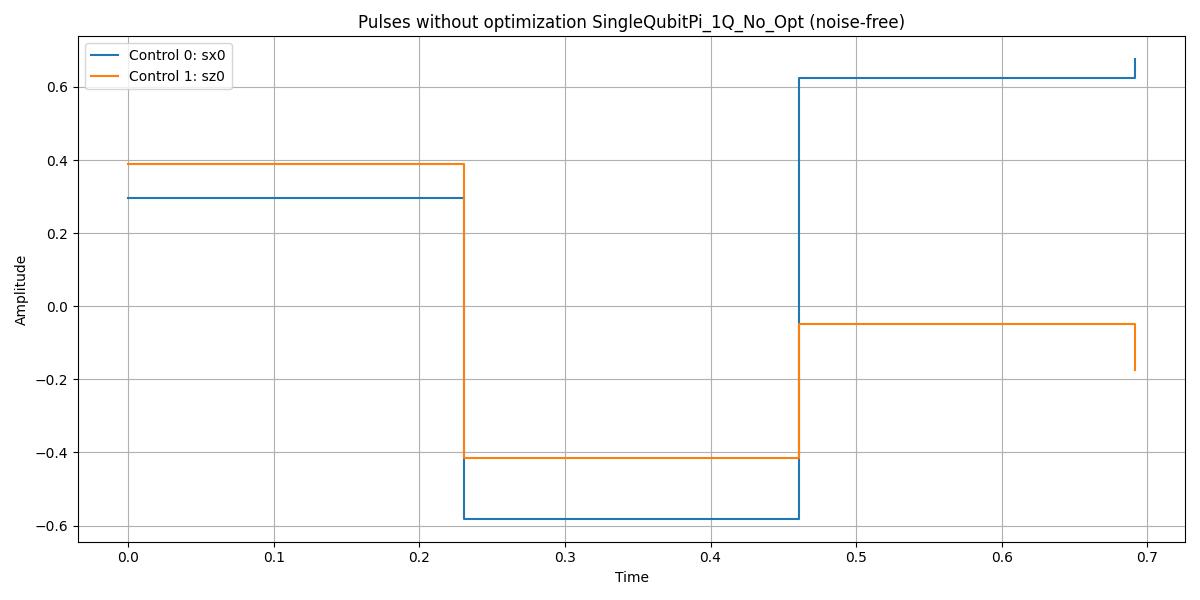 Pulses without optimization SingleQubitPi_1Q_No_Opt (noise-free)
Control 0: sx0
Control 1: sz0
Amplitude
0.6
0.4
0.2
0.0
−0.2
−0.4
−0.6
0.0 0.1 0.2 0.3 0.4 0.5 0.6 0.7
Time